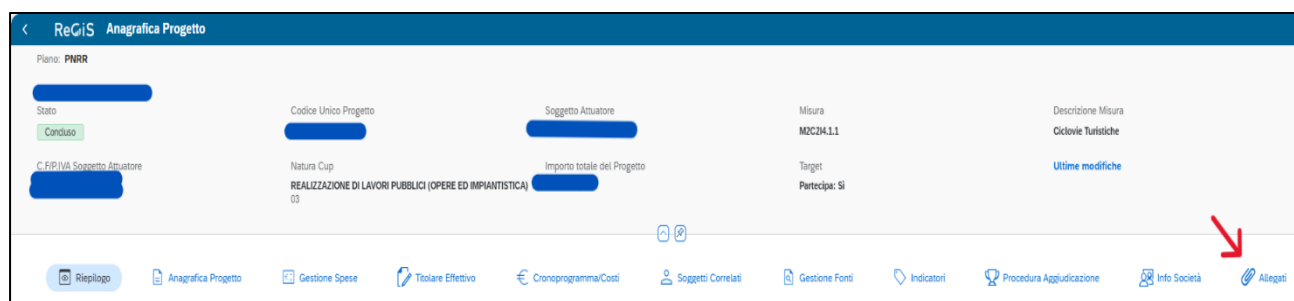 ReGiS Anagrafica Progetto
Piano: PNRR
Stato Codice Unico Progetto Soggetto Attuatore Misura Descrizione Misura
Concluso M2C2I4.1.1 Ciclovie Turistiche
C.F/P.IVA Soggetto Attuatore Natura Cup Importo totale del Progetto Target Ultime modifiche
REALIZZAZIONE DI LAVORI PUBBLICI (OPERE ED IMPIANTISTICA) Partecipa: Sì
03
Riepilogo Anagrafica Progetto Gestione Spese Titolare Effettivo Cronoprogramma/Costi Soggetti Correlati Gestione Fonti Indicatori Procedura Aggiudicazione Info Società Allegati